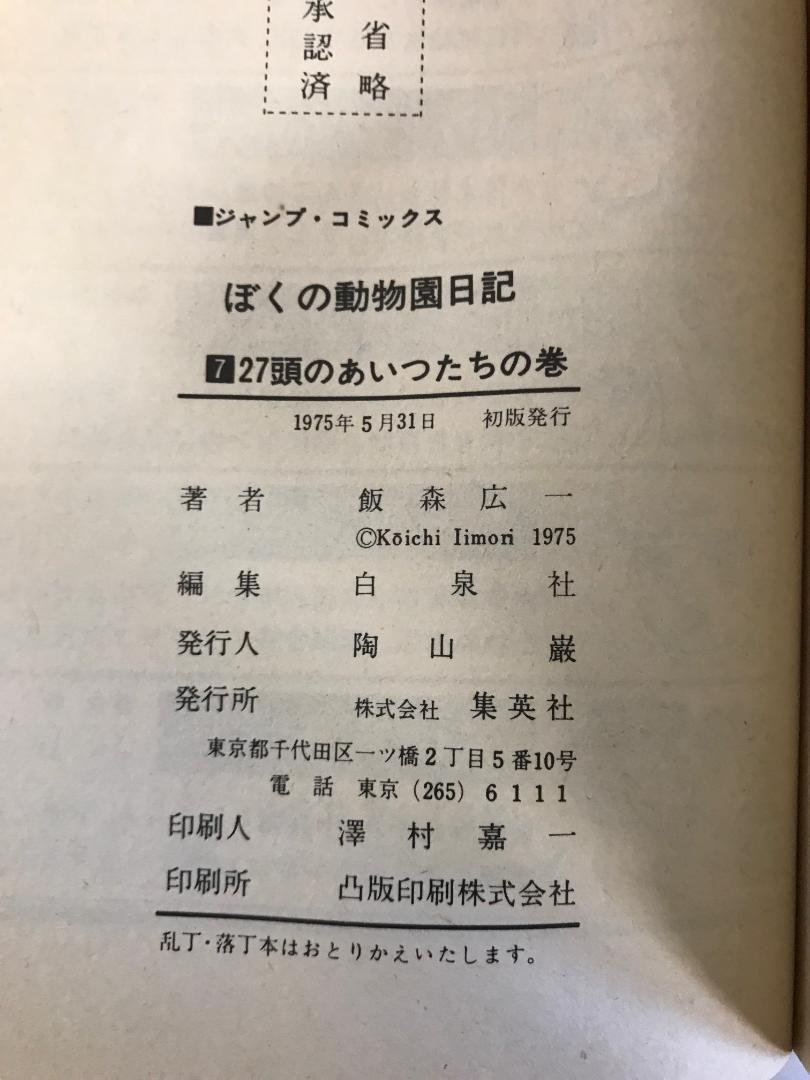 承認済
省略
■ジャンプ・コミックス
ぼくの動物園日記
7 27頭のあいつたちの巻
1975年5月31日 初版発行
著者 飯森広一
©Kōichi Iimori 1975
編集 白泉社
発行人 陶山巌
発行所 株式会社 集英社
東京都千代田区一ツ橋2丁目5番10号
電話 東京(265)6111
印刷人 澤村嘉一
印刷所 凸版印刷株式会社
乱丁・落丁本はおとりかえいたします。